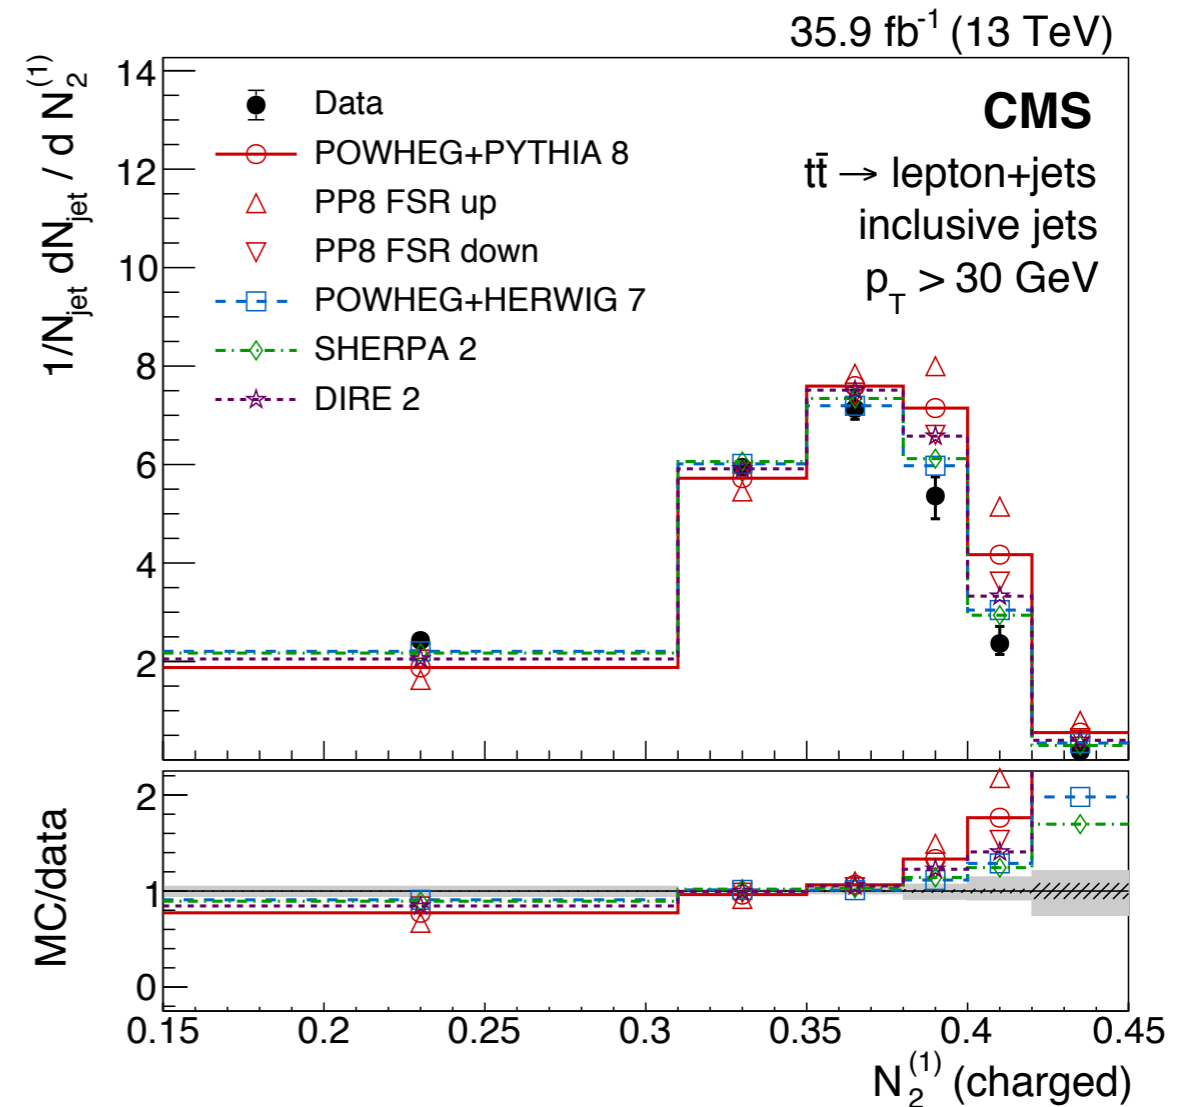 35.9 fb⁻¹ (13 TeV)
1/N_jet dN_jet / d N₂⁽¹⁾
14
12
10
8
6
4
2
Data
POWHEG+PYTHIA 8
PP8 FSR up
PP8 FSR down
POWHEG+HERWIG 7
SHERPA 2
DIRE 2
CMS
tt̄ → lepton+jets
inclusive jets
p_T > 30 GeV
MC/data
2
1
0
0.15 0.2 0.25 0.3 0.35 0.4 0.45
N₂⁽¹⁾ (charged)